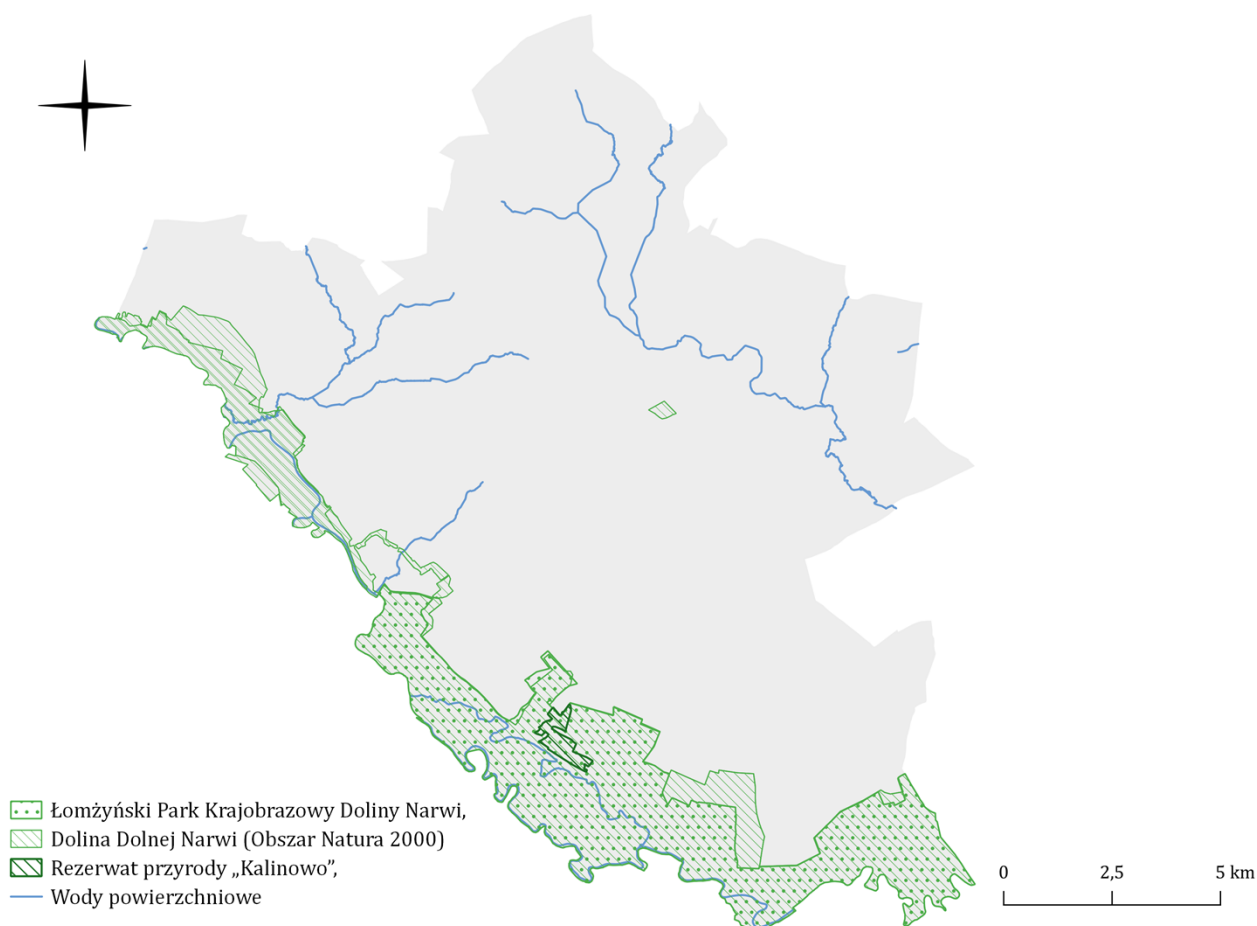 Łomżyński Park Krajobrazowy Doliny Narwi,
Dolina Dolnej Narwi (Obszar Natura 2000)
Rezerwat przyrody „Kalinowo”,
Wody powierzchniowe
0 2,5 5 km